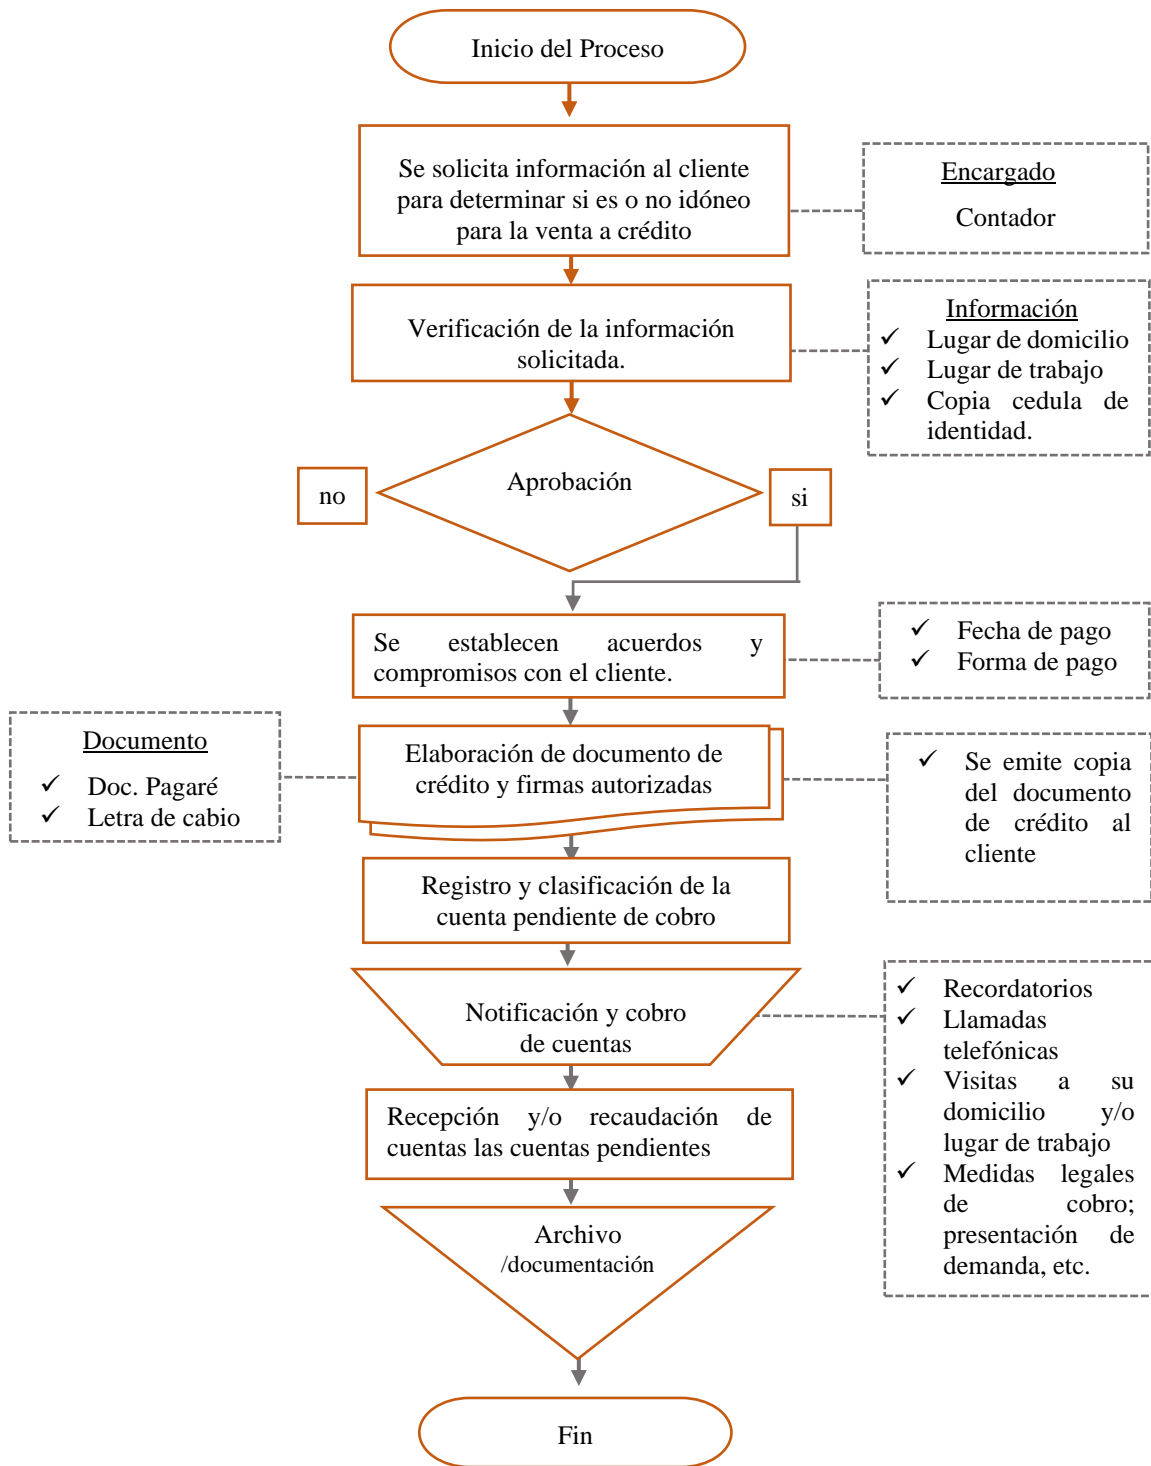 Inicio del Proceso
Se solicita información al cliente
para determinar si es o no idóneo
para la venta a crédito
Encargado
Contador
Verificación de la información
solicitada.
Información
✓ Lugar de domicilio
✓ Lugar de trabajo
✓ Copia cedula de
identidad.
Aprobación
no
si
Se establecen acuerdos y
compromisos con el cliente.
✓ Fecha de pago
✓ Forma de pago
Documento
✓ Doc. Pagaré
✓ Letra de cabio
Elaboración de documento de
crédito y firmas autorizadas
✓ Se emite copia
del documento
de crédito al
cliente
Registro y clasificación de la
cuenta pendiente de cobro
Notificación y cobro
de cuentas
✓ Recordatorios
✓ Llamadas
telefónicas
✓ Visitas a su
domicilio y/o
lugar de trabajo
✓ Medidas legales
de cobro;
presentación de
demanda, etc.
Recepción y/o recaudación de
cuentas las cuentas pendientes
Archivo
/documentación
Fin